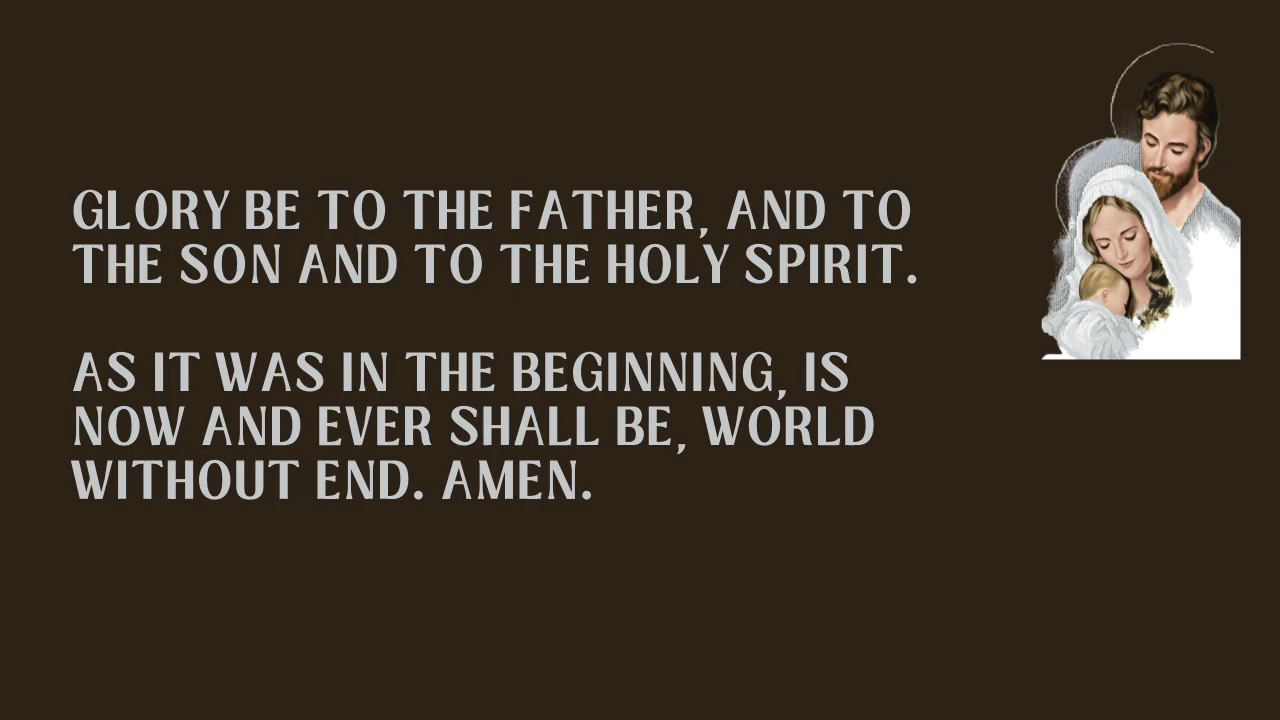 GLORY BE TO THE FATHER, AND TO
THE SON AND TO THE HOLY SPIRIT.
AS IT WAS IN THE BEGINNING, IS
NOW AND EVER SHALL BE, WORLD
WITHOUT END. AMEN.